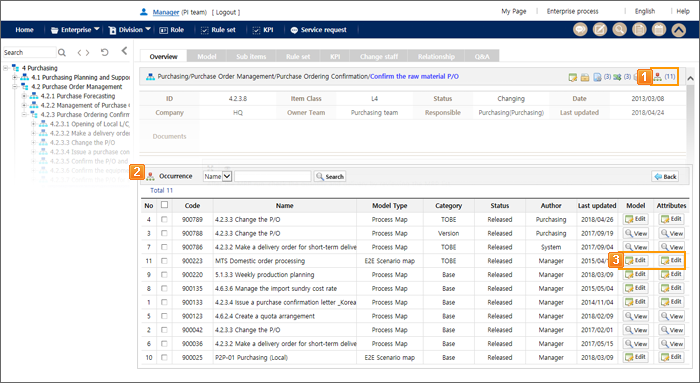 Manager (PI team) [ Logout ]
My Page Enterprise process English Help
Home Enterprise Division Role Rule set KPI Service request
Search
4 Purchasing
4.1 Purchasing Planning and Suppo
4.2 Purchase Order Management
4.2.1 Purchase Forecasting
4.2.2 Management of Purchase
4.2.3 Purchase Ordering Confirm
4.2.3.1 Opening of Local L/C,
4.2.3.2 Make a delivery order
4.2.3.3 Change the P/O
4.2.3.4 Issue a purchase con
4.2.3.5 Confirm the P/O and
Overview Model Sub items Rule set KPI Change staff Relationship Q&A
Purchasing/Purchase Order Management/Purchase Ordering Confirmation/Confirm the raw material P/O
(3) (3) 1 (11)
ID 4.2.3.8 Item Class L4 Status Changing Date 2013/03/08
Company HQ Owner Team Purchasing team Responsible Purchasing(Purchasing) Last updated 2018/04/24
Documents
2 Occurrence Name Search Back
Total 11
No Code Name Model Type Category Status Author Last updated Model Attributes
4 900789 4.2.3.3 Change the P/O Process Map TOBE Released Purchasing 2018/04/26 Edit Edit
3 900788 4.2.3.3 Change the P/O Process Map Version Released Purchasing 2017/09/19 View View
7 900786 4.2.3.2 Make a delivery order for short-term delive Process Map TOBE Released System 2017/09/04 View View
11 900223 MTS Domestic order processing E2E Scenario map TOBE Released Manager 2015/04/ 3 Edit Edit
9 900220 5.1.3.3 Weekly production planning Process Map Base Released Manager 2018/03/09 Edit Edit
8 900145 4.6.3.6 Manage the import sundry cost rate Process Map Base Released Manager 2015/05/04 Edit Edit
1 900133 4.2.3.4 Issue a purchase confirmation letter _Korea Process Map Base Released Manager 2014/11/04 Edit Edit
5 900123 4.6.2.4 Create a quota arrangement Process Map Base Released Manager 2018/02/09 View View
2 900042 4.2.3.3 Change the P/O Process Map Base Released Manager 2017/02/01 View View
6 900036 4.2.3.2 Make a delivery order for short-term delive Process Map Base Released Manager 2017/05/15 View View
10 900025 P2P-01 Purchasing (Local) E2E Scenario map Base Released Manager 2018/03/09 Edit Edit